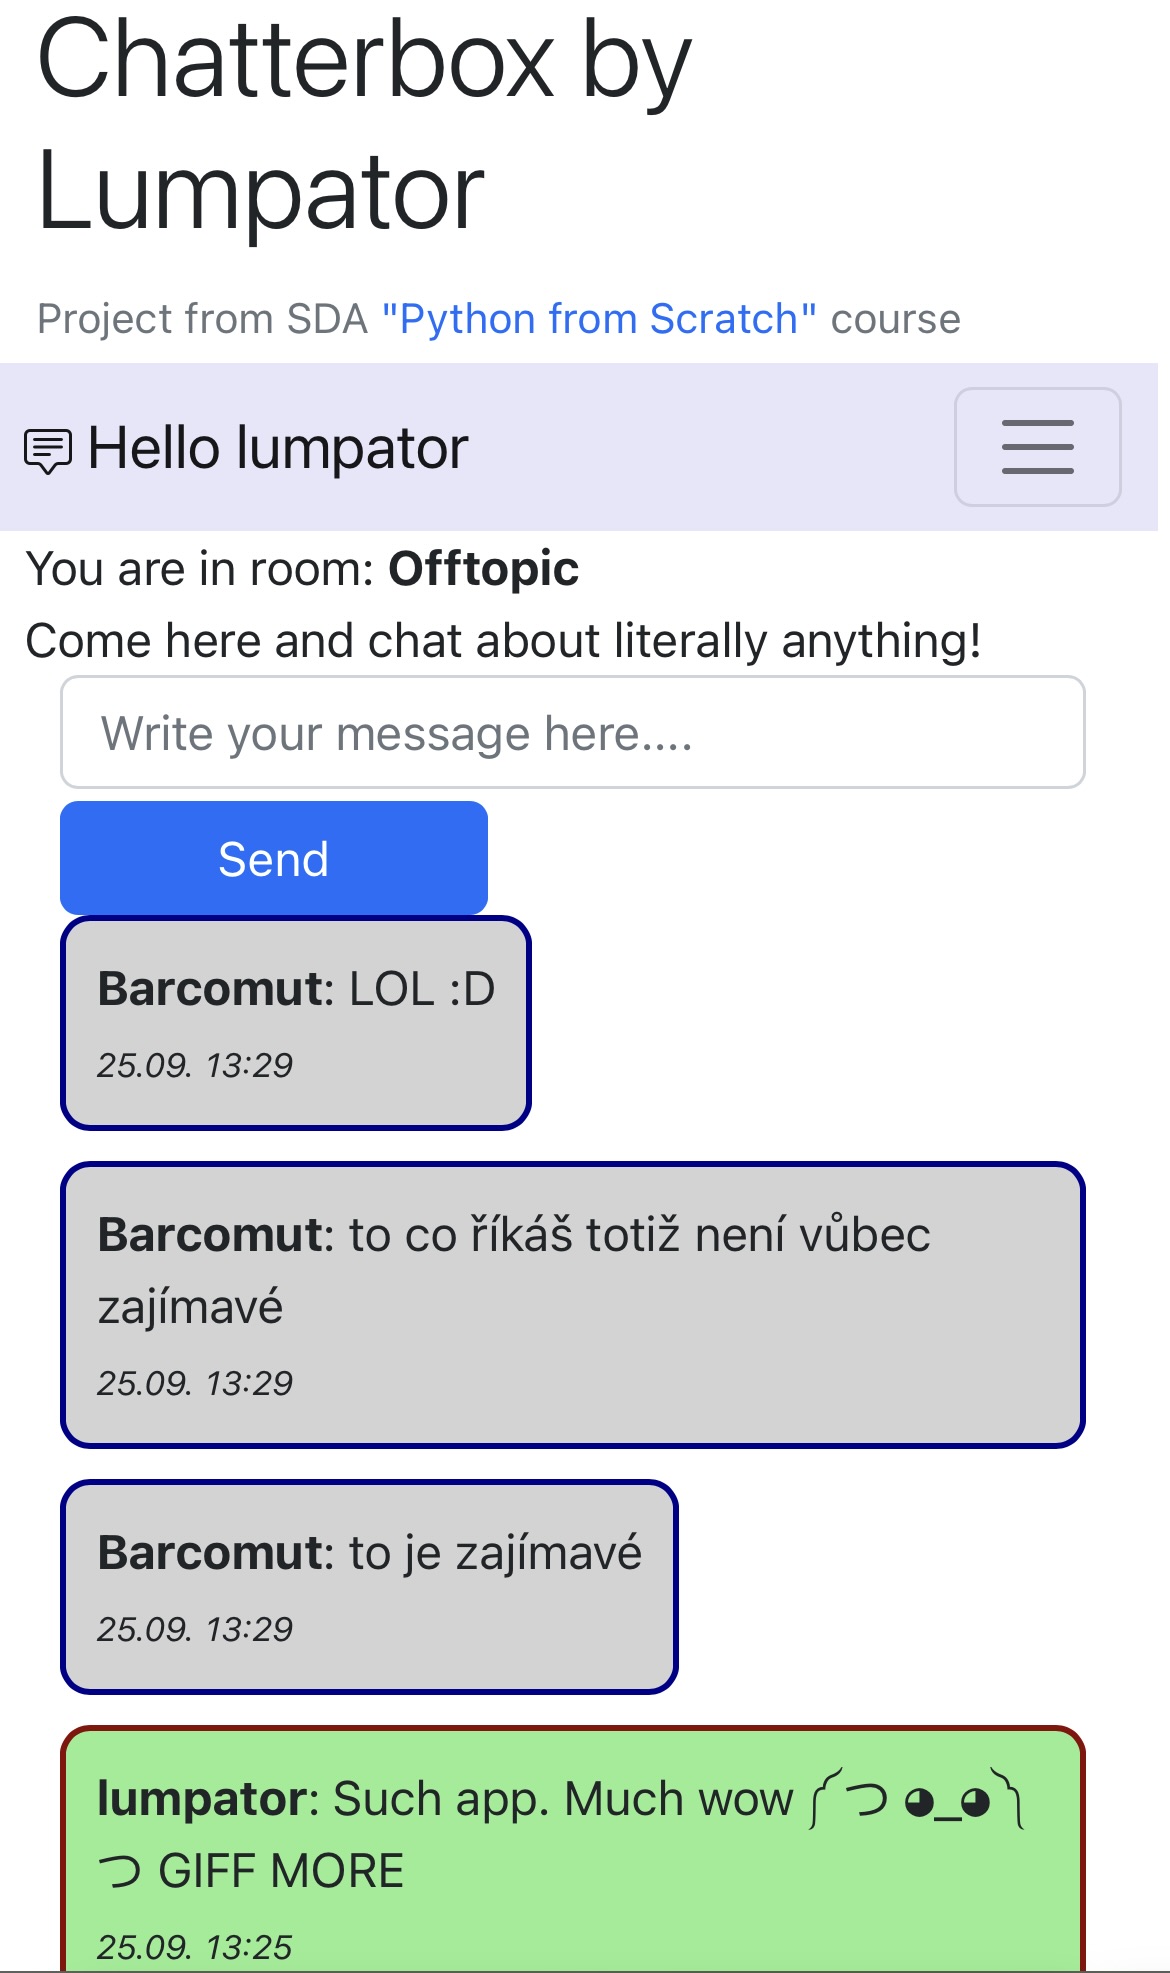 Chatterbox by
Lumpator
Project from SDA "Python from Scratch" course
Hello lumpator
You are in room: Offtopic
Come here and chat about literally anything!
Write your message here....
Send
Barcomut: LOL :D
25.09. 13:29
Barcomut: to co říkáš totiž není vůbec
zajímavé
25.09. 13:29
Barcomut: to je zajímavé
25.09. 13:29
lumpator: Such app. Much wow ༼つ ◕_◕༽
つ GIFF MORE
25.09. 13:25